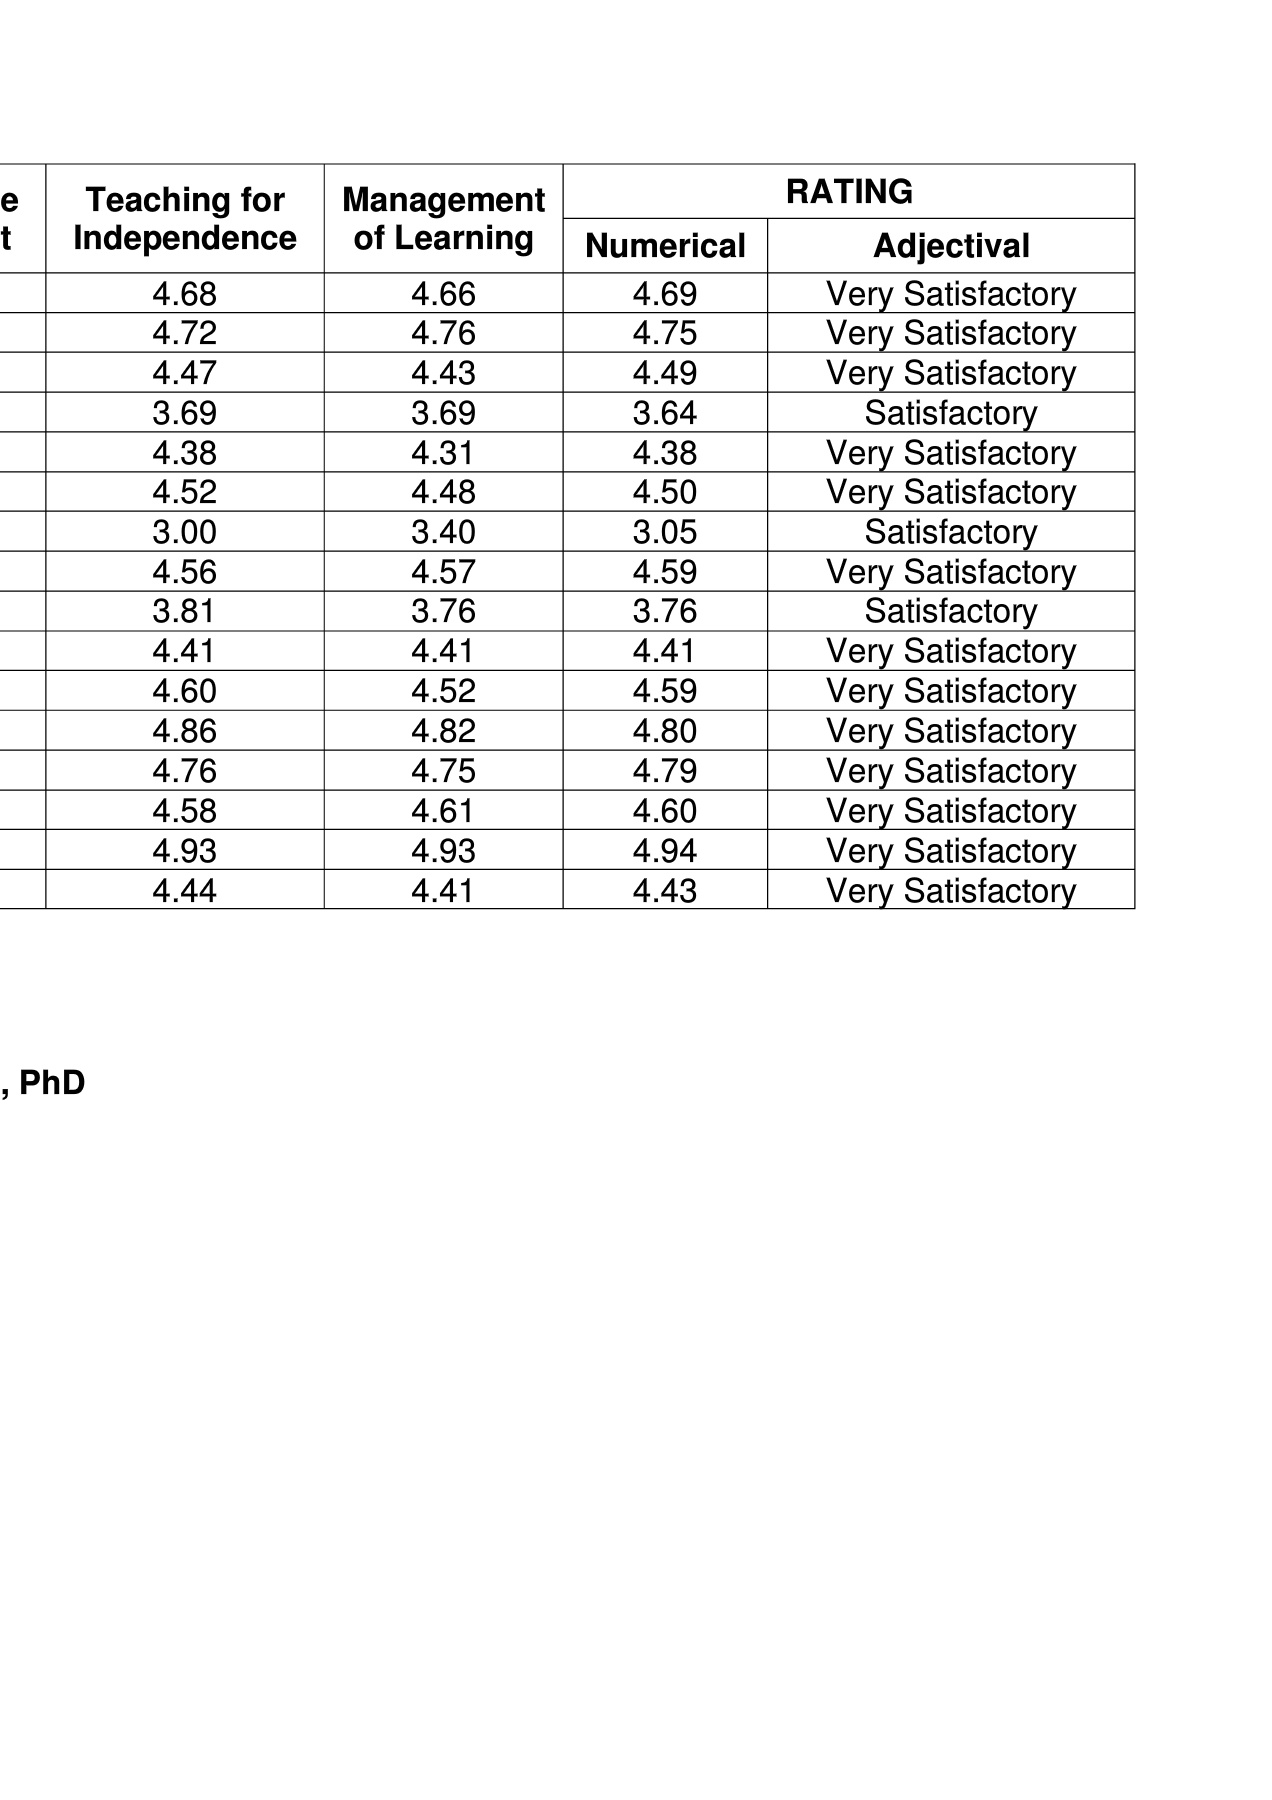 e Teaching for Management RATING
t Independence of Learning Numerical Adjectival
4.68 4.66 4.69 Very Satisfactory
4.72 4.76 4.75 Very Satisfactory
4.47 4.43 4.49 Very Satisfactory
3.69 3.69 3.64 Satisfactory
4.38 4.31 4.38 Very Satisfactory
4.52 4.48 4.50 Very Satisfactory
3.00 3.40 3.05 Satisfactory
4.56 4.57 4.59 Very Satisfactory
3.81 3.76 3.76 Satisfactory
4.41 4.41 4.41 Very Satisfactory
4.60 4.52 4.59 Very Satisfactory
4.86 4.82 4.80 Very Satisfactory
4.76 4.75 4.79 Very Satisfactory
4.58 4.61 4.60 Very Satisfactory
4.93 4.93 4.94 Very Satisfactory
4.44 4.41 4.43 Very Satisfactory
, PhD